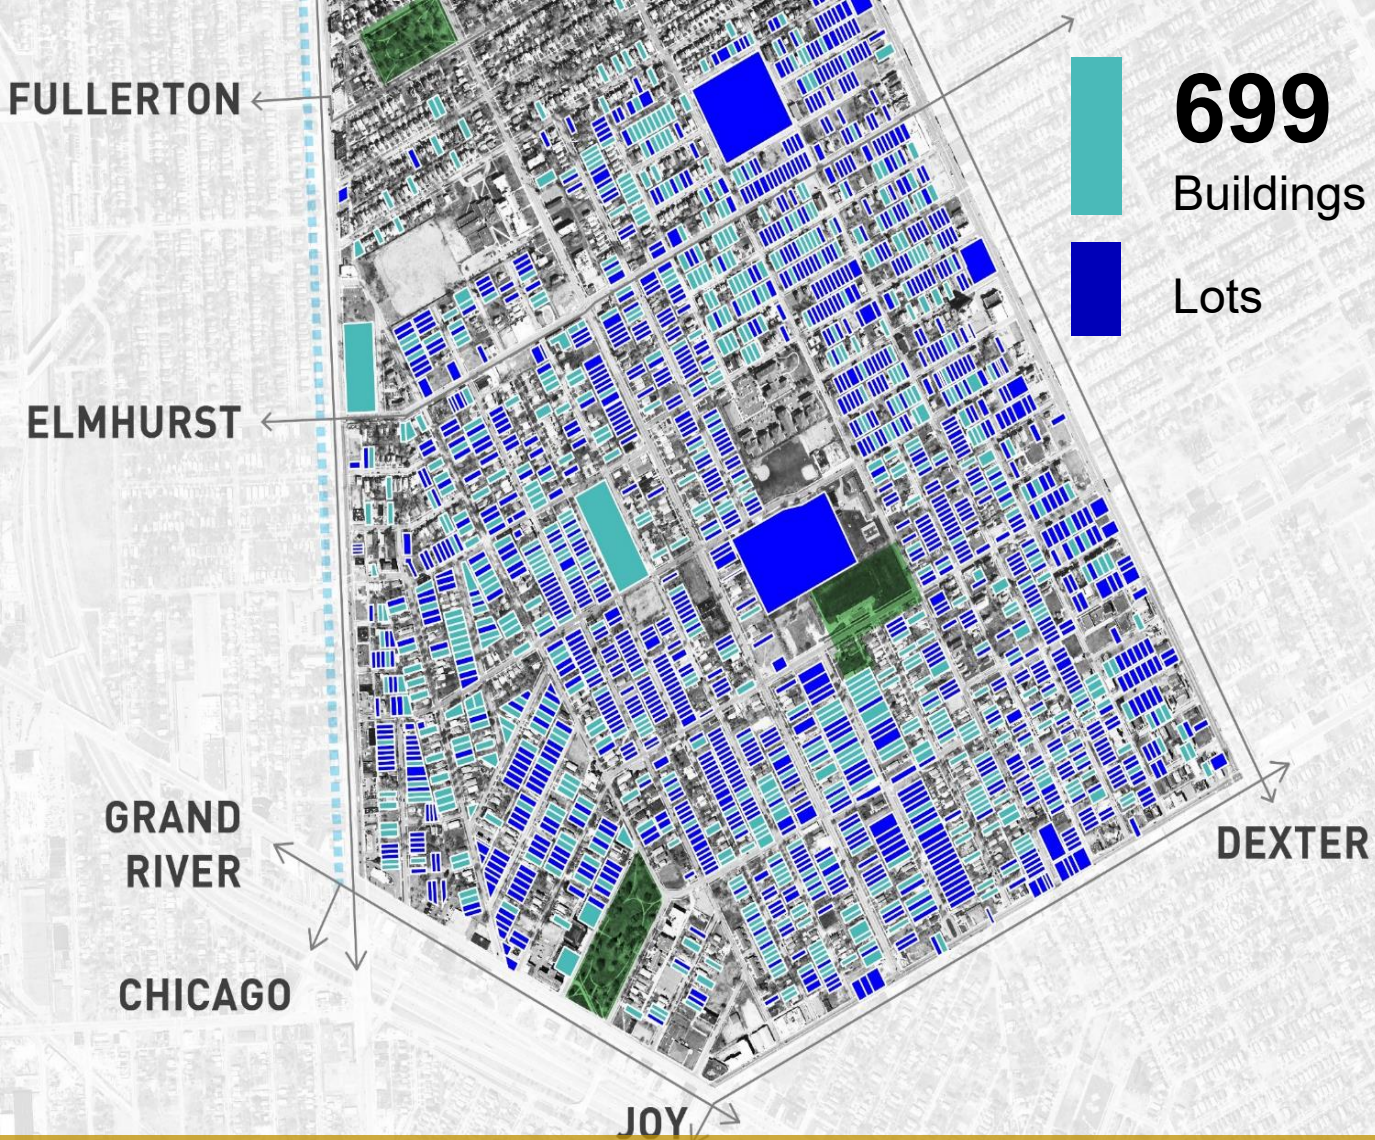 FULLERTON
699
Buildings
Lots
ELMHURST
GRAND
RIVER
DEXTER
CHICAGO
JOY